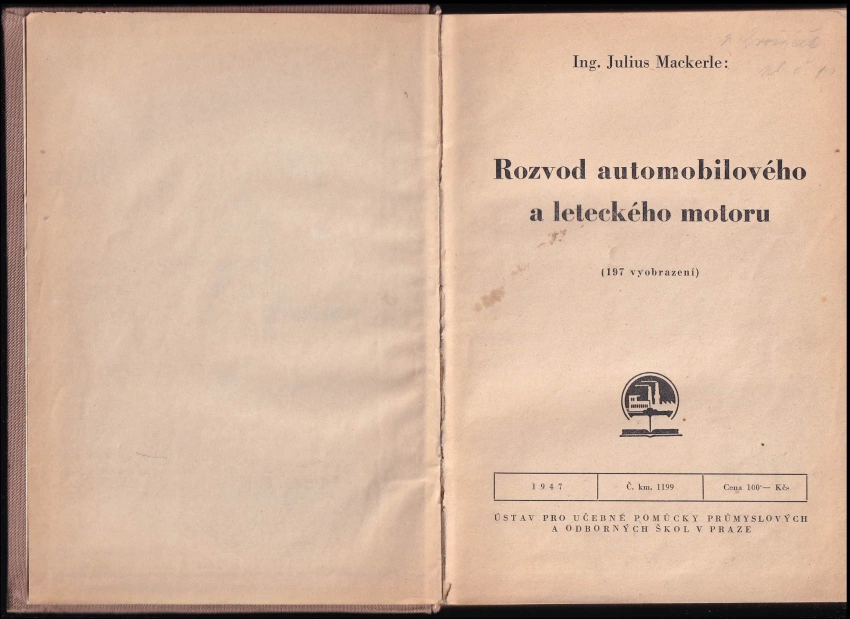 Ing. Julius Mackerle:
Rozvod automobilového
a leteckého motoru
(197 vyobrazení)
1947
Č. km. 1199
Cena 100·— Kčs
ÚSTAV PRO UČEBNÉ POMŮCKY PRŮMYSLOVÝCH
A ODBORNÝCH ŠKOL V PRAZE